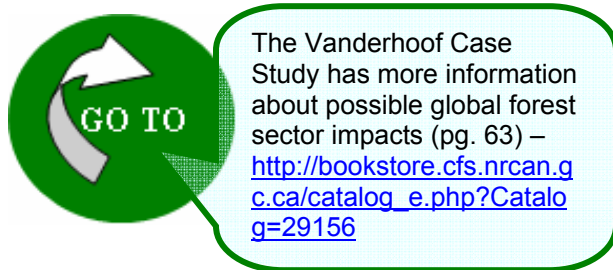 GO TO
The Vanderhoof Case
Study has more information
about possible global forest
sector impacts (pg. 63) –
http://bookstore.cfs.nrcan.g
c.ca/catalog_e.php?Catalo
g=29156